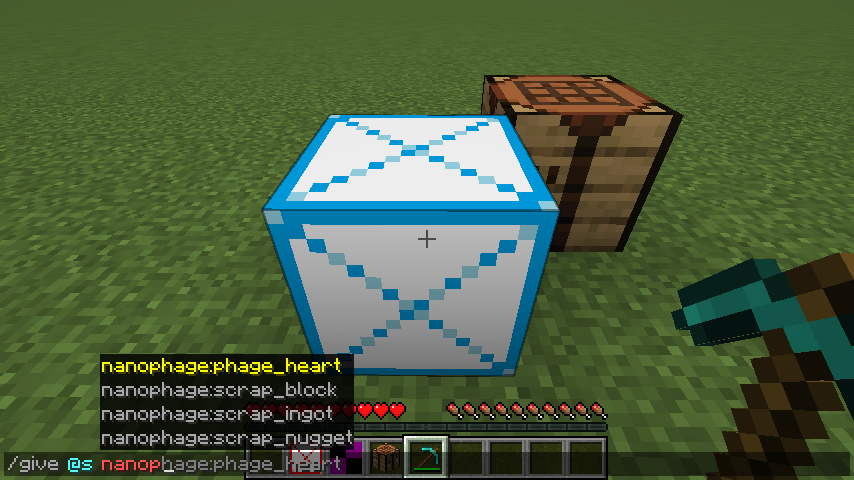 nanophage:phage_heart
nanophage:scrap_block
nanophage:scrap_ingot
nanophage:scrap_nugget
/give @s nanophage:phage_heart